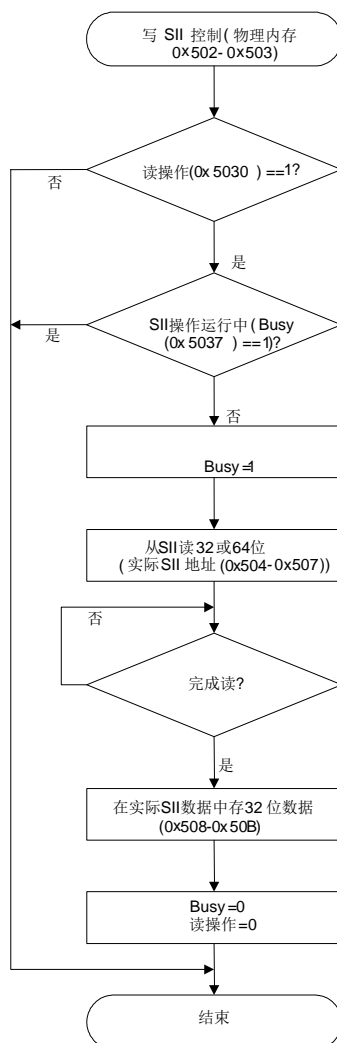 写 SII 控制( 物理内存
0x502- 0x503)
读操作(0x 5030 ) ==1?
否
是
SII操作运行中( Busy
(0x 5037 ) ==1)?
是
否
Busy=1
从SII读32或64位
( 实际SII 地址 (0x504-0x507))
否
完成读?
是
在实际SII数据中存32 位数据
(0x508-0x50B)
Busy=0
读操作=0
结束